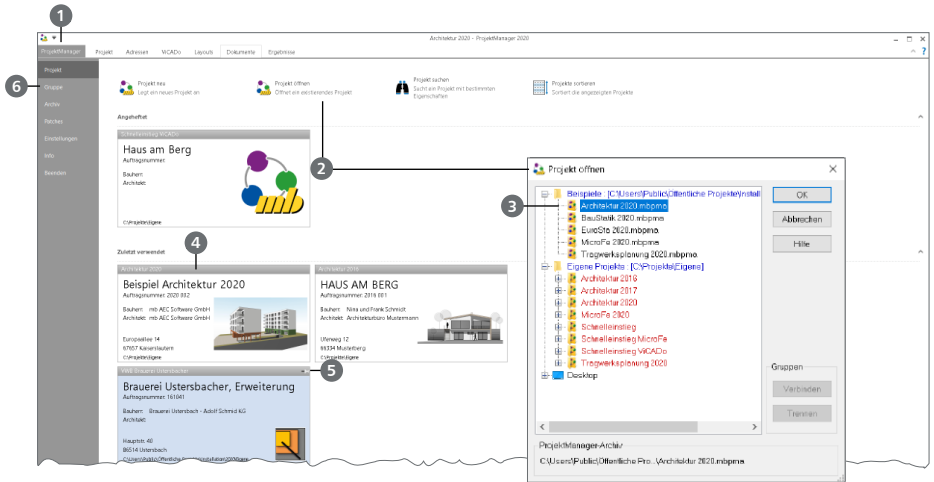 1
Architektur 2020 - ProjektManager 2020
ProjektManager Projekt Adressen ViCADo Layouts Dokumente Ergebnisse
?
6
Projekt
Gruppe
Archiv
Patches
Einstellungen
Info
Beenden
Projekt neu
Legt ein neues Projekt an
Projekt öffnen
Öffnet ein existierendes Projekt
Projekt suchen
Sucht ein Projekt mit bestimmten
Eigenschaften
Projekte sortieren
Sortiert die angezeigten Projekte
Angeheftet
Schnelleinstieg ViCADo
Haus am Berg
Auftragsnummer:
Bauherr:
Architekt:
mb
C:\Projekte\Eigene
2
Zuletzt verwendet
4
Architektur 2020
Beispiel Architektur 2020
Auftragsnummer: 2020 002
Bauherr: mb AEC Software GmbH
Architekt: mb AEC Software GmbH
Europaallee 14
67657 Kaiserslautern
C:\Projekte\Eigene
Architektur 2016
HAUS AM BERG
Auftragsnummer: 2016 001
Bauherr: Nina und Frank Schmidt
Architekt: Architekturbüro Mustermann
Uferweg 12
66334 Musterberg
C:\Projekte\Eigene
VWB Brauerei Ustersbacher
5
Brauerei Ustersbacher, Erweiterung
Auftragsnummer: 161041
Bauherr: Brauerei Ustersbach - Adolf Schmid KG
Architekt:
Hauptstr. 40
86514 Ustersbach
Projekt öffnen
3
Beispiele : [C:\Users\Public\Öffentliche Projekte\Install
Architektur 2020.mbpma
BauStatik 2020.mbpma
EuroSta 2020.mbpma
MicroFe 2020.mbpma
Tragwerksplanung 2020.mbpma
Eigene Projekte : [C:\Projekte\Eigene]
Architektur 2016
Architektur 2017
Architektur 2020
MicroFe 2020
Schnelleinstieg
Schnelleinstieg MicroFe
Schnelleinstieg ViCADo
Tragwerksplanung 2020
Desktop
OK
Abbrechen
Hilfe
Gruppen
Verbinden
Trennen
ProjektManager-Archiv
C:\Users\Public\Öffentliche Pro...\Architektur 2020.mbpma